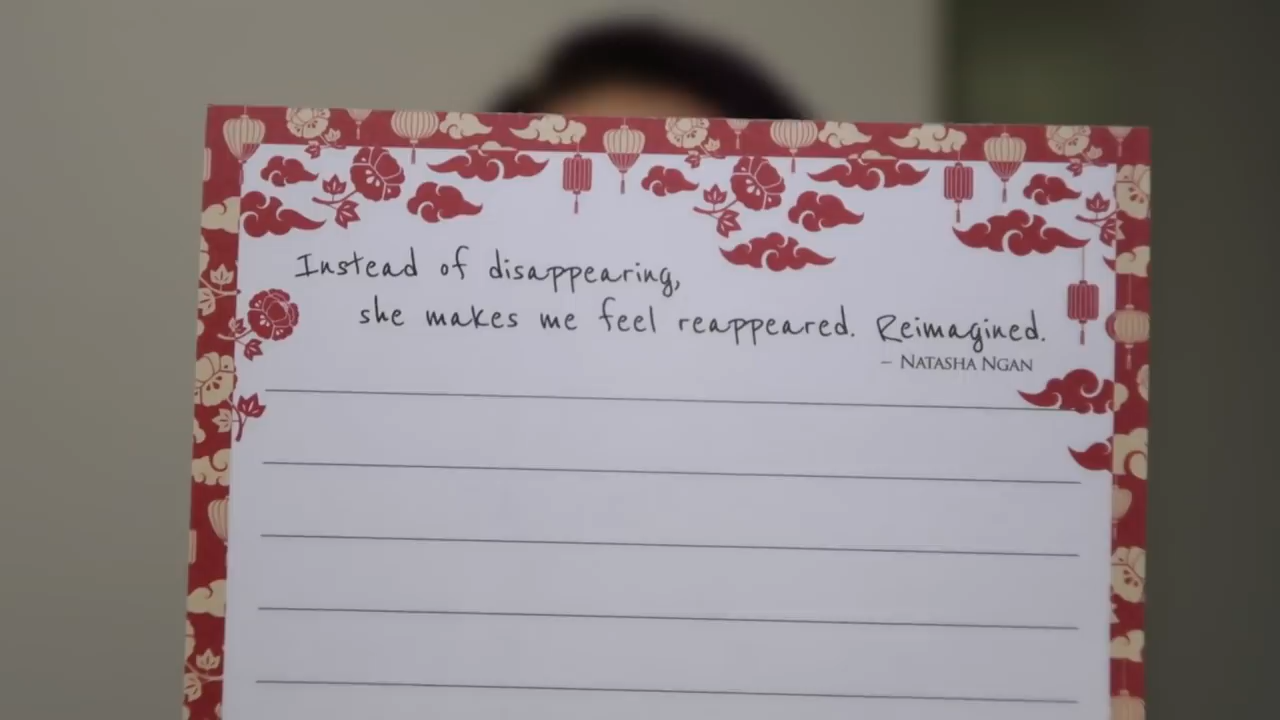 Instead of disappearing,
she makes me feel reappeared. Reimagined.
– NATASHA NGAN